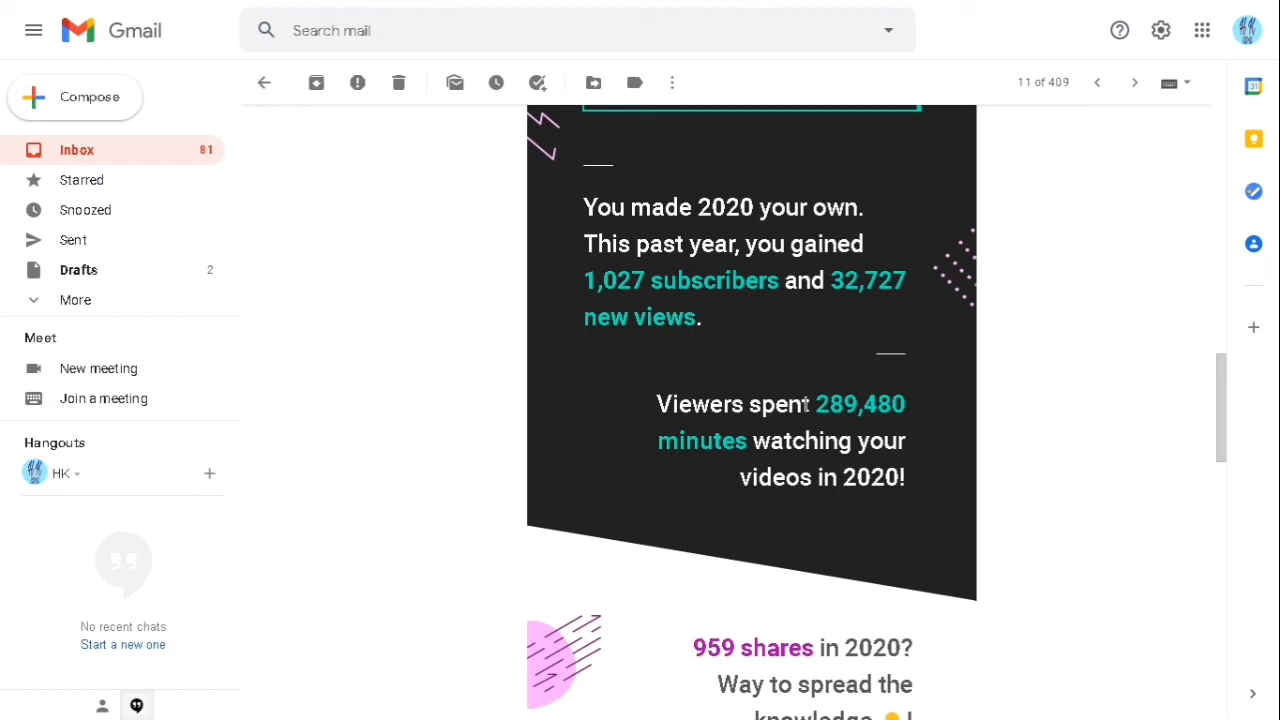 Gmail
Search mail
Compose
11 of 409
Inbox 81
Starred
Snoozed
Sent
Drafts 2
More
Meet
New meeting
Join a meeting
Hangouts
HK
No recent chats
Start a new one
You made 2020 your own.
This past year, you gained
1,027 subscribers and 32,727
new views.
Viewers spent 289,480
minutes watching your
videos in 2020!
959 shares in 2020?
Way to spread the
knowledge !
31